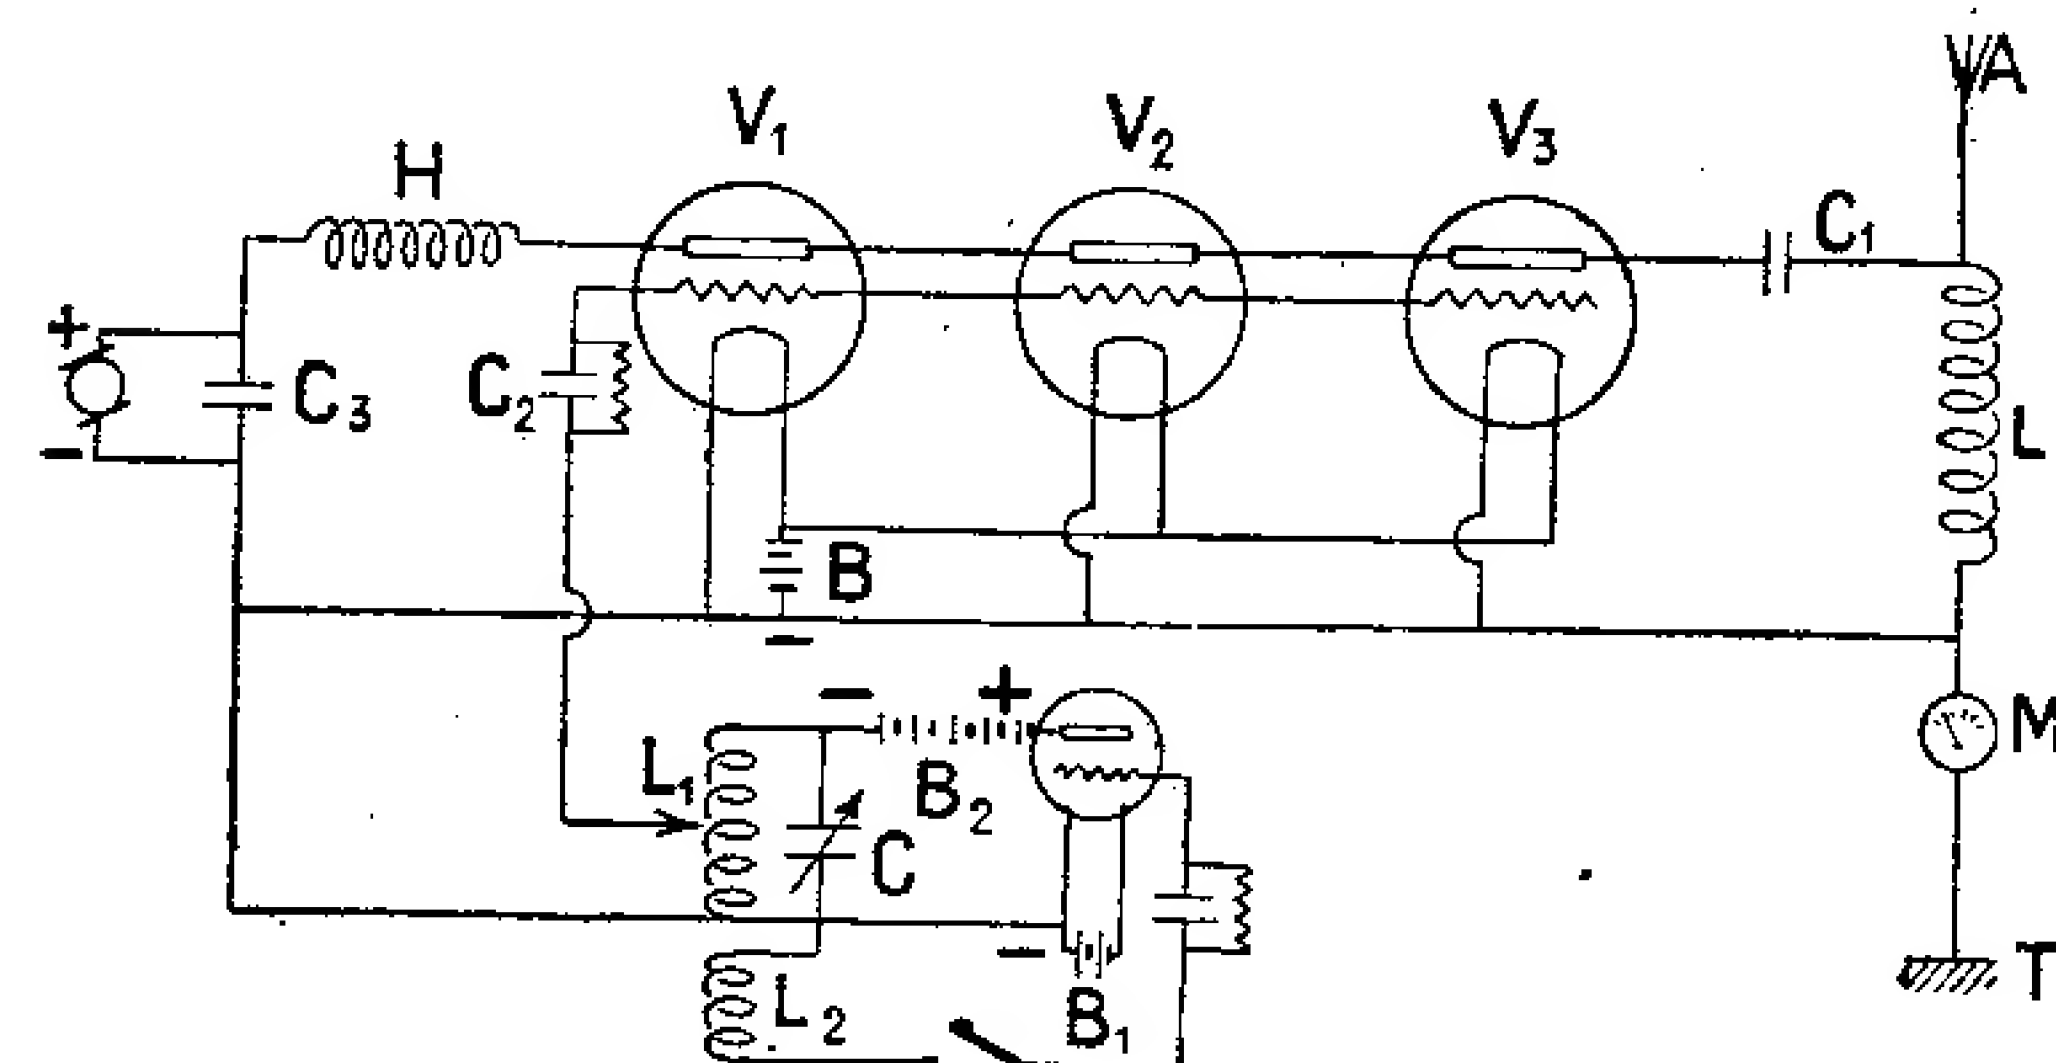 V1 V2 V3 A
H C1
+ C3 C2 L
- B
-
- + M
L1 B2 C
- T
L2 B1